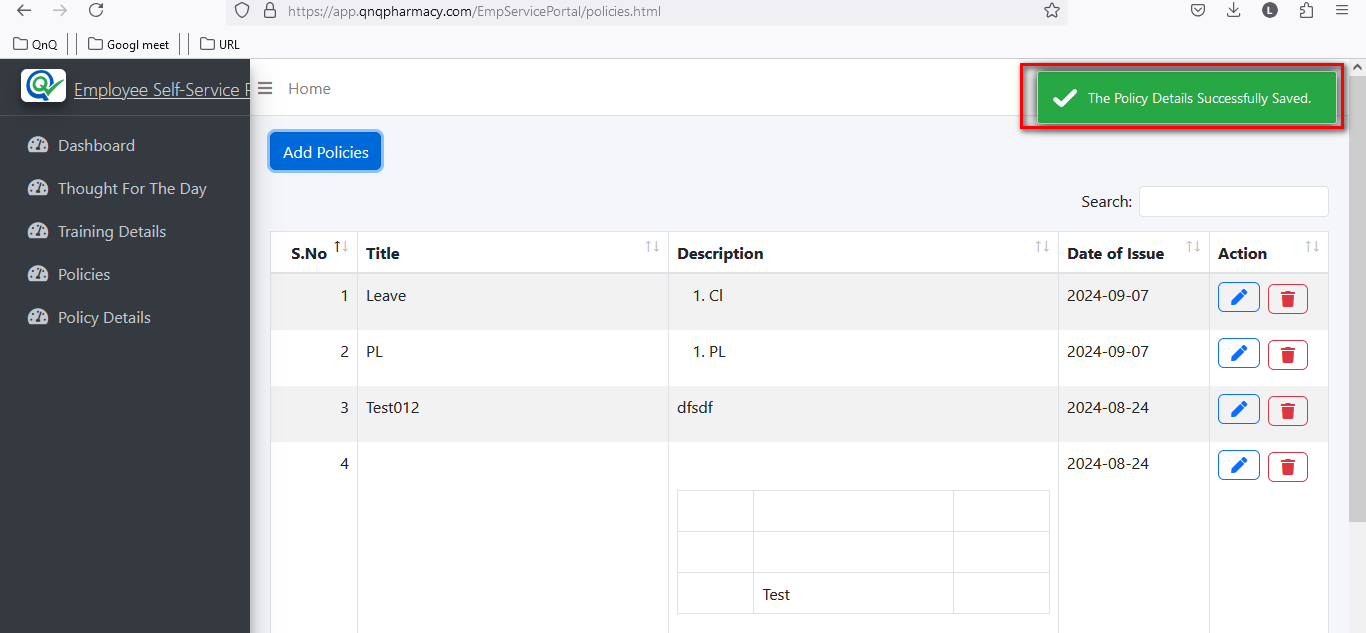 https://app.qnqpharmacy.com/EmpServicePortal/policies.html
L
QnQ
Googl meet
URL
Employee Self-Service
Home
The Policy Details Successfully Saved.
Dashboard
Thought For The Day
Training Details
Policies
Policy Details
Add Policies
Search:
S.No Title Description Date of Issue Action
1 Leave 1. Cl 2024-09-07
2 PL 1. PL 2024-09-07
3 Test012 dfsdf 2024-08-24
4 2024-08-24
Test